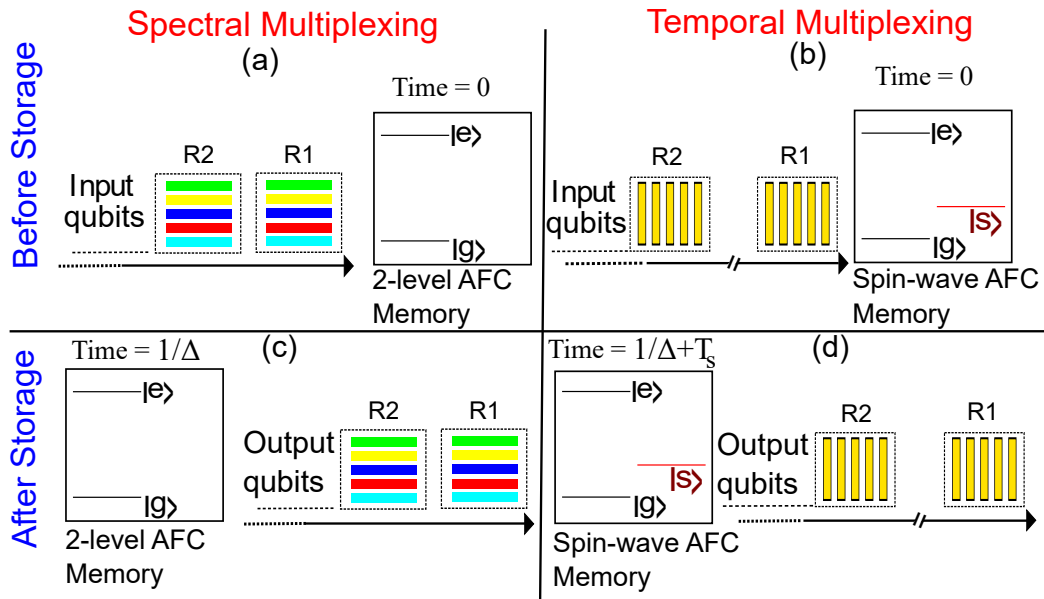 Spectral Multiplexing
Temporal Multiplexing
Before Storage
(a)
Time = 0
|e⟩
R2
R1
Input
qubits
|g⟩
2-level AFC
Memory
(b)
Time = 0
|e⟩
R2
R1
Input
qubits
|s⟩
|g⟩
Spin-wave AFC
Memory
After Storage
(c)
Time = 1/Δ
|e⟩
R2
R1
Output
qubits
|g⟩
2-level AFC
Memory
(d)
Time = 1/Δ+Ts
|e⟩
R2
R1
Output
qubits
|s⟩
|g⟩
Spin-wave AFC
Memory